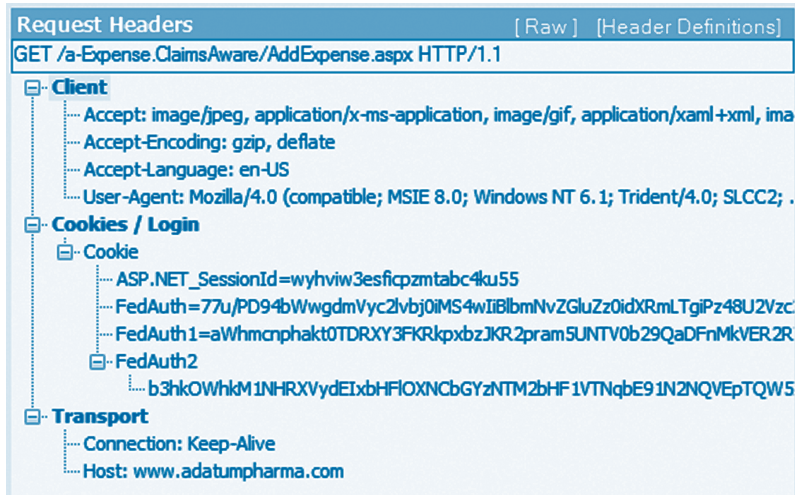 Request Headers [ Raw ] [Header Definitions]
GET /a-Expense.ClaimsAware/AddExpense.aspx HTTP/1.1
Client
Accept: image/jpeg, application/x-ms-application, image/gif, application/xaml+xml, ima
Accept-Encoding: gzip, deflate
Accept-Language: en-US
User-Agent: Mozilla/4.0 (compatible; MSIE 8.0; Windows NT 6.1; Trident/4.0; SLCC2; .
Cookies / Login
Cookie
ASP.NET_SessionId=wyhviw3esficpzmtabc4ku55
FedAuth=77u/PD94bWwgdmVyc2lvbj0iMS4wIiBlbmNvZGluZz0idXRmLTgiPz48U2Vzc
FedAuth1=aWhmcnphakt0TDRXY3FKRkpxbzJKR2pram5UNTV0b29QaDFnMkVER2R
FedAuth2
b3hkOWhkM1NHRXVydEIxbHFlOXNCbGYzNTM2bHF1VTNqbE91N2NQVEpTQW5
Transport
Connection: Keep-Alive
Host: www.adatumpharma.com